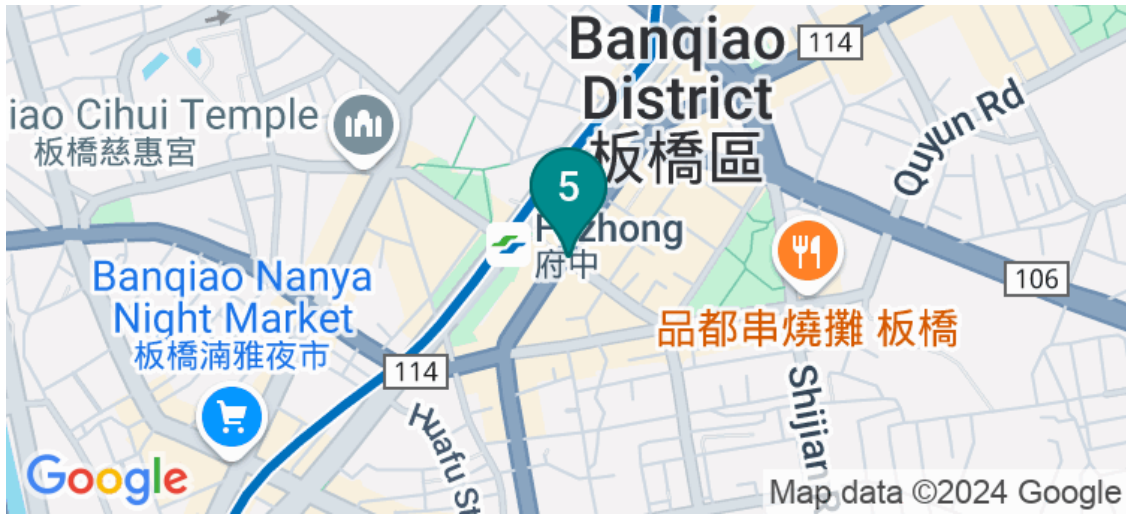 Banqiao
District
板橋區
114
Quyun Rd
iao Cihui Temple
板橋慈惠宮
5
府中
106
Banqiao Nanya
Night Market
板橋湳雅夜市
品都串燒攤 板橋
114
Huafu St
Shijian
Google
Map data ©2024 Google